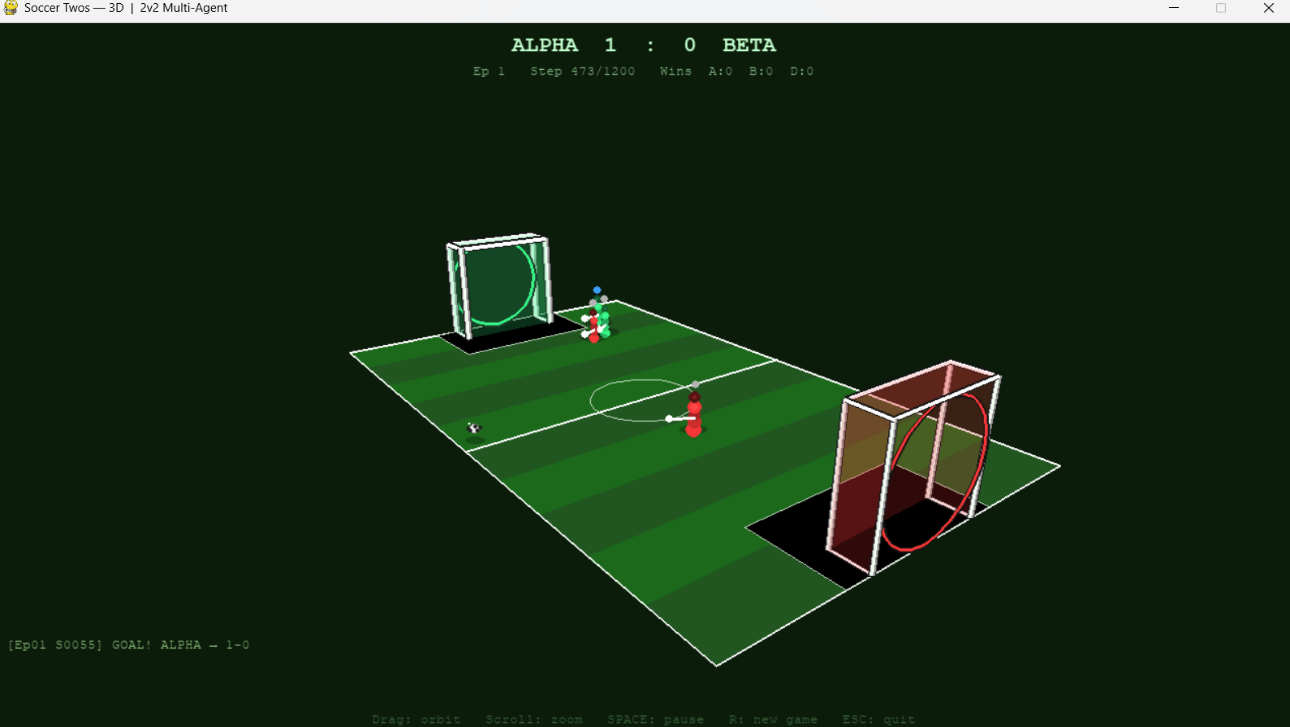 Soccer Twos — 3D | 2v2 Multi-Agent
ALPHA 1 : 0 BETA
Ep 1 Step 473/1200 Wins A:0 B:0 D:0
[Ep01 S0055] GOAL! ALPHA → 1-0
Drag: orbit Scroll: zoom SPACE: pause R: new game ESC: quit